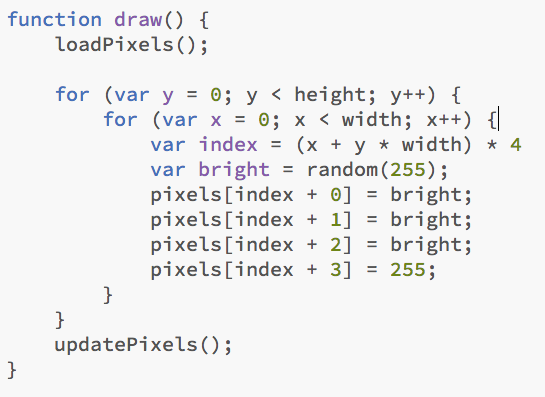 function draw() {
    loadPixels();

    for (var y = 0; y < height; y++) {
        for (var x = 0; x < width; x++) {
            var index = (x + y * width) * 4
            var bright = random(255);
            pixels[index + 0] = bright;
            pixels[index + 1] = bright;
            pixels[index + 2] = bright;
            pixels[index + 3] = 255;
        }
    }
    updatePixels();
}